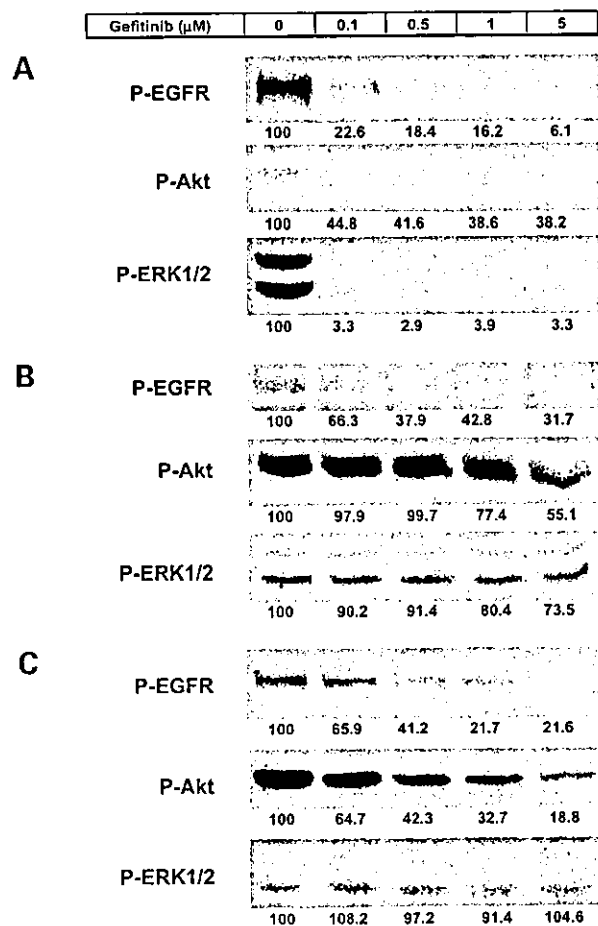 Gefitinib (µM) 0 0.1 0.5 1 5
A
P-EGFR
100 22.6 18.4 16.2 6.1
P-Akt
100 44.8 41.6 38.6 38.2
P-ERK1/2
100 3.3 2.9 3.9 3.3
B
P-EGFR
100 66.3 37.9 42.8 31.7
P-Akt
100 97.9 99.7 77.4 55.1
P-ERK1/2
100 90.2 91.4 80.4 73.5
C
P-EGFR
100 65.9 41.2 21.7 21.6
P-Akt
100 64.7 42.3 32.7 18.8
P-ERK1/2
100 108.2 97.2 91.4 104.6